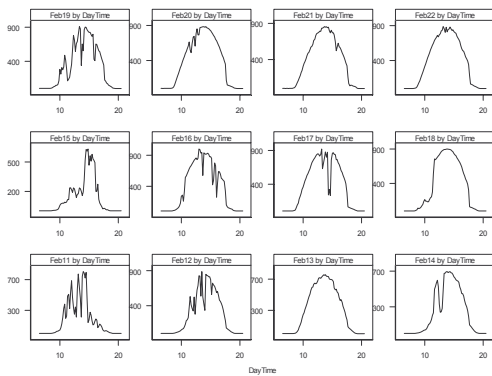 Feb19 by DayTime Feb20 by DayTime Feb21 by DayTime Feb22 by DayTime
900 900 900 900
400 400 400 400
10 20 10 20 10 20 10 20
Feb15 by DayTime Feb16 by DayTime Feb17 by DayTime Feb18 by DayTime
500 900 900 900
200 400 400 400
10 20 10 20 10 20 10 20
Feb11 by DayTime Feb12 by DayTime Feb13 by DayTime Feb14 by DayTime
700 900 700 700
300 400 300 300
10 20 10 20 10 20 10 20
DayTime